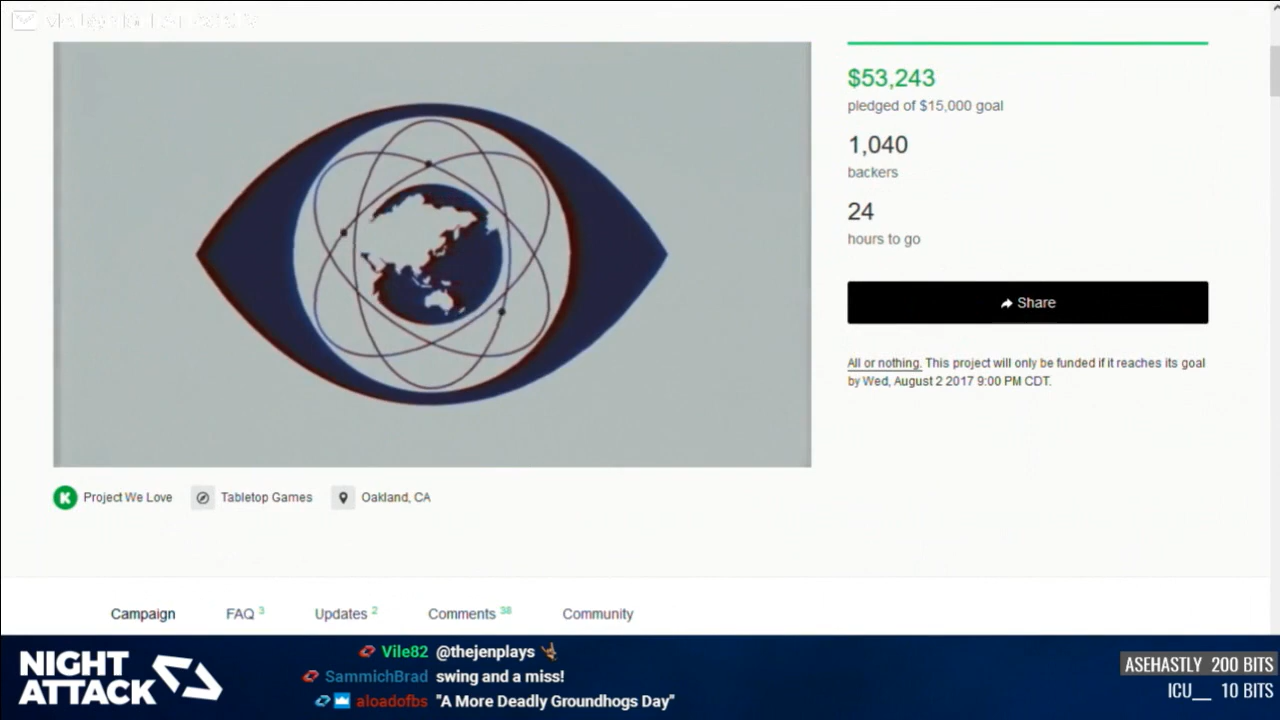 $53,243
pledged of $15,000 goal
1,040
backers
24
hours to go
Share
All or nothing. This project will only be funded if it reaches its goal
by Wed, August 2 2017 9:00 PM CDT.
Project We Love
Tabletop Games
Oakland, CA
Campaign
FAQ 3
Updates 2
Comments 38
Community
NIGHT
ATTACK
Vile82 @thejenplays
SammichBrad swing and a miss!
aloadofbs "A More Deadly Groundhogs Day"
ASEHASTLY 200 BITS
ICU__ 10 BITS